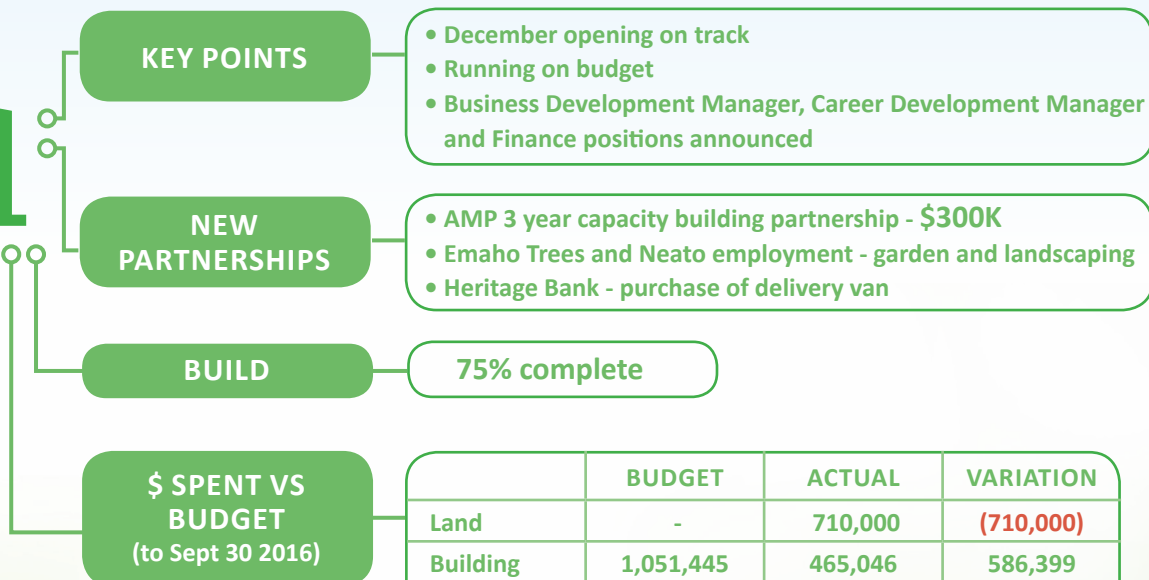 KEY POINTS
• December opening on track
• Running on budget
• Business Development Manager, Career Development Manager
and Finance positions announced
NEW
PARTNERSHIPS
• AMP 3 year capacity building partnership - $300K
• Emaho Trees and Neato employment - garden and landscaping
• Heritage Bank - purchase of delivery van
BUILD
75% complete
$ SPENT VS
BUDGET
(to Sept 30 2016)
BUDGET ACTUAL VARIATION
Land - 710,000 (710,000)
Building 1,051,445 465,046 586,399